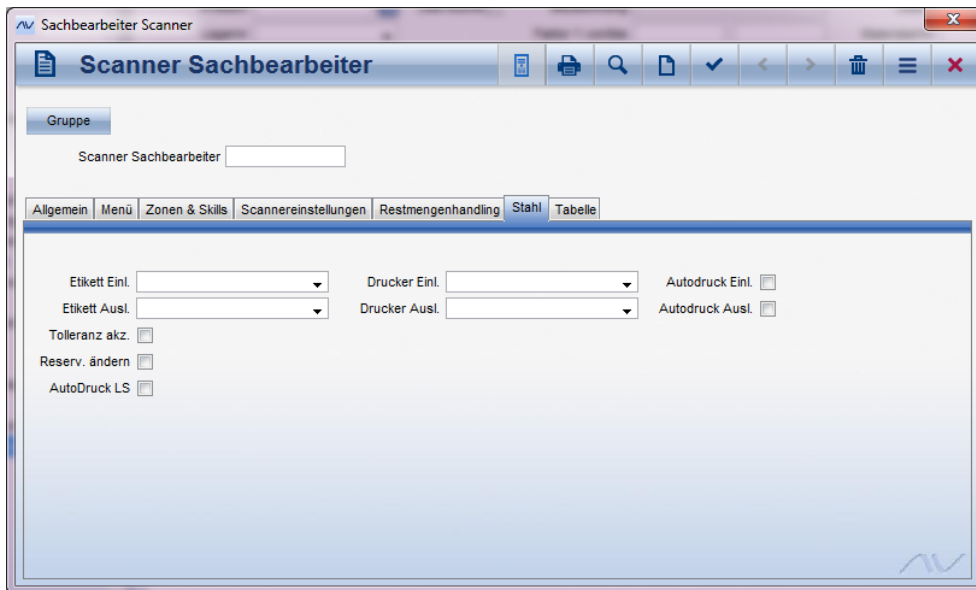 Sachbearbeiter Scanner
Scanner Sachbearbeiter
Gruppe
Scanner Sachbearbeiter
Allgemein Menü Zonen & Skills Scannereinstellungen Restmengenhandling Stahl Tabelle
Etikett Einl. Drucker Einl. Autodruck Einl.
Etikett Ausl. Drucker Ausl. Autodruck Ausl.
Tolleranz akz.
Reserv. ändern
AutoDruck LS